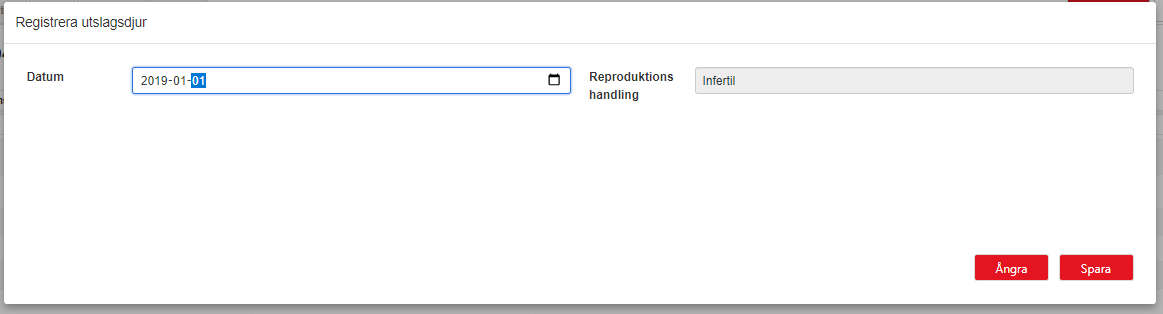 Registrera utslagsdjur
Datum
2019-01-01
Reproduktions
handling
Infertil
Ångra
Spara